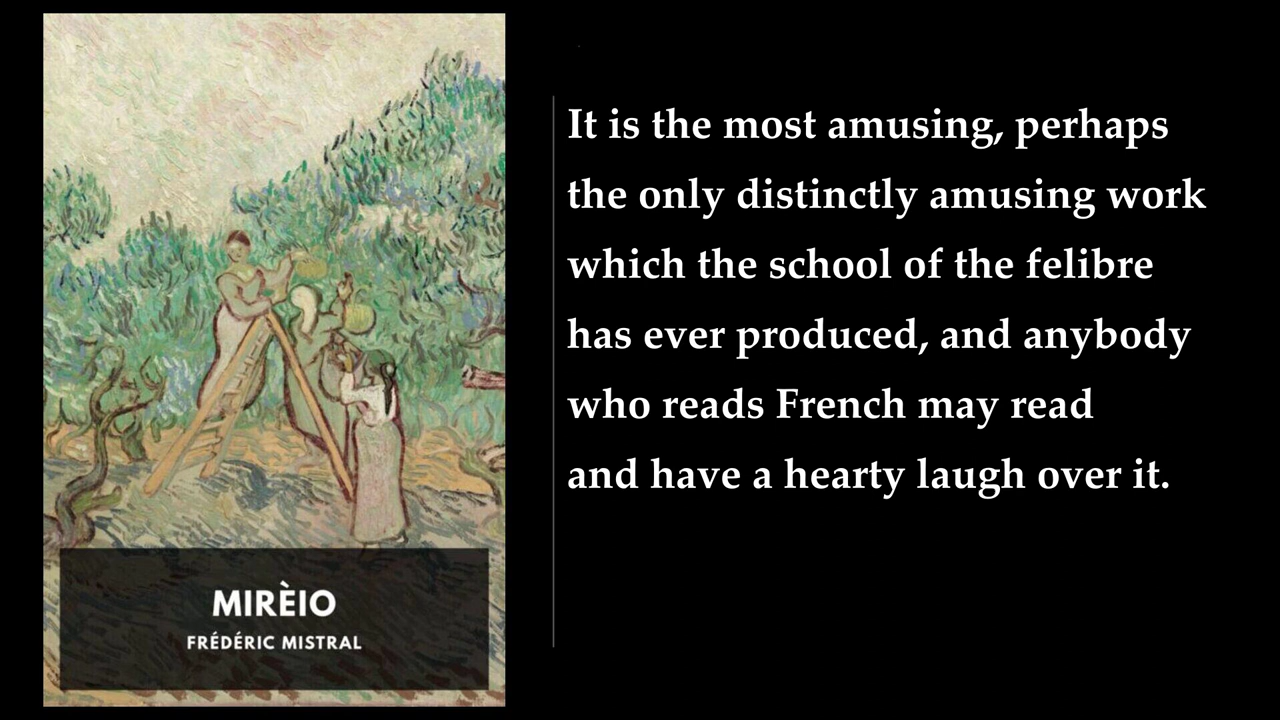 It is the most amusing, perhaps
the only distinctly amusing work
which the school of the felibre
has ever produced, and anybody
who reads French may read
and have a hearty laugh over it.
MIRÈIO
FRÉDÉRIC MISTRAL